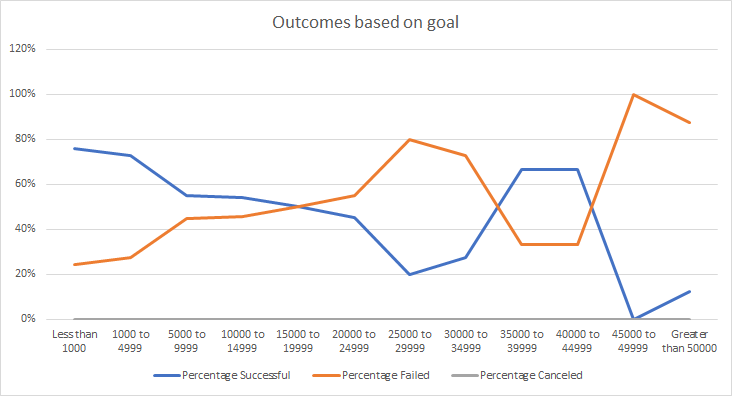 Outcomes based on goal
120%
100%
80%
60%
40%
20%
0%
Less than 1000 to 5000 to 10000 to 15000 to 20000 to 25000 to 30000 to 35000 to 40000 to 45000 to Greater
1000 4999 9999 14999 19999 24999 29999 34999 39999 44999 49999 than 50000
Percentage Successful Percentage Failed Percentage Canceled